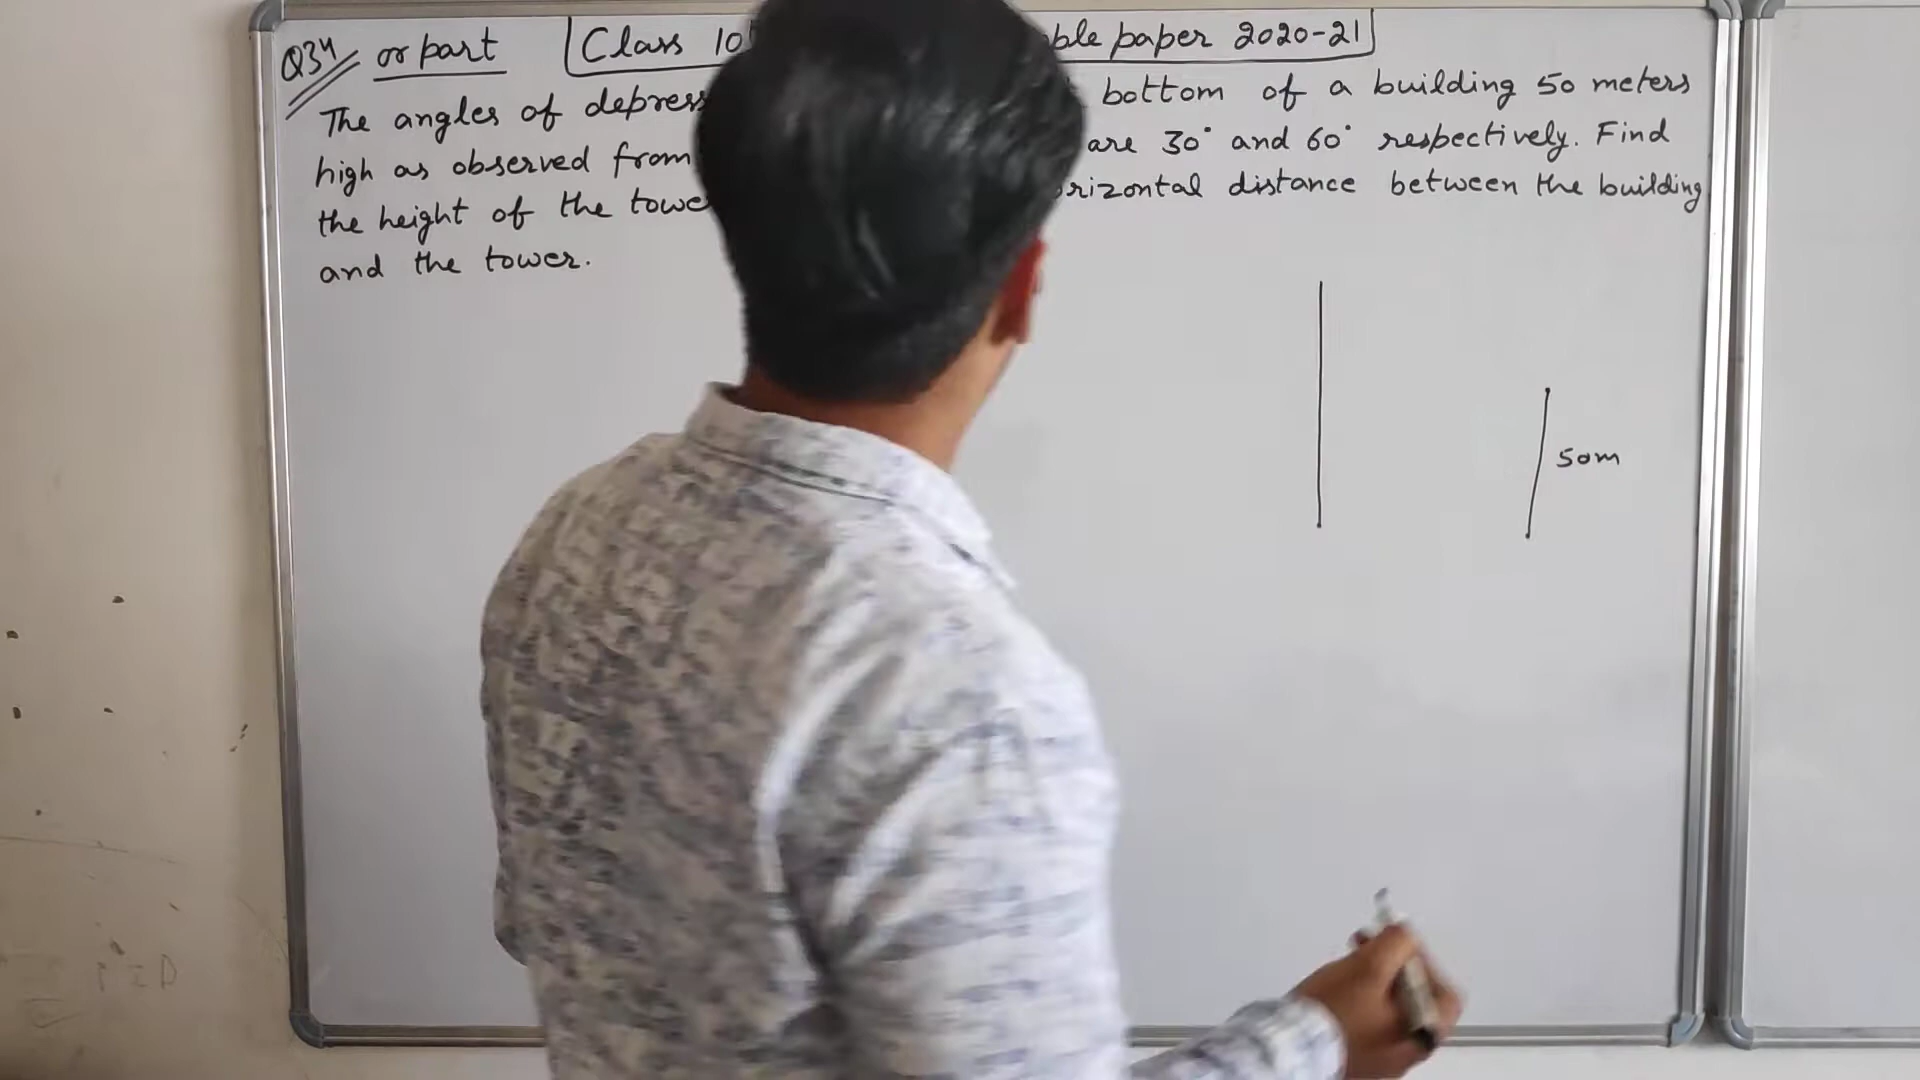 Q34 or part Class 10 ble paper 2020-21
The angles of depress bottom of a building 50 meters
high as observed from are 30° and 60° respectively. Find
the height of the towe rizontal distance between the building
and the tower.
50m